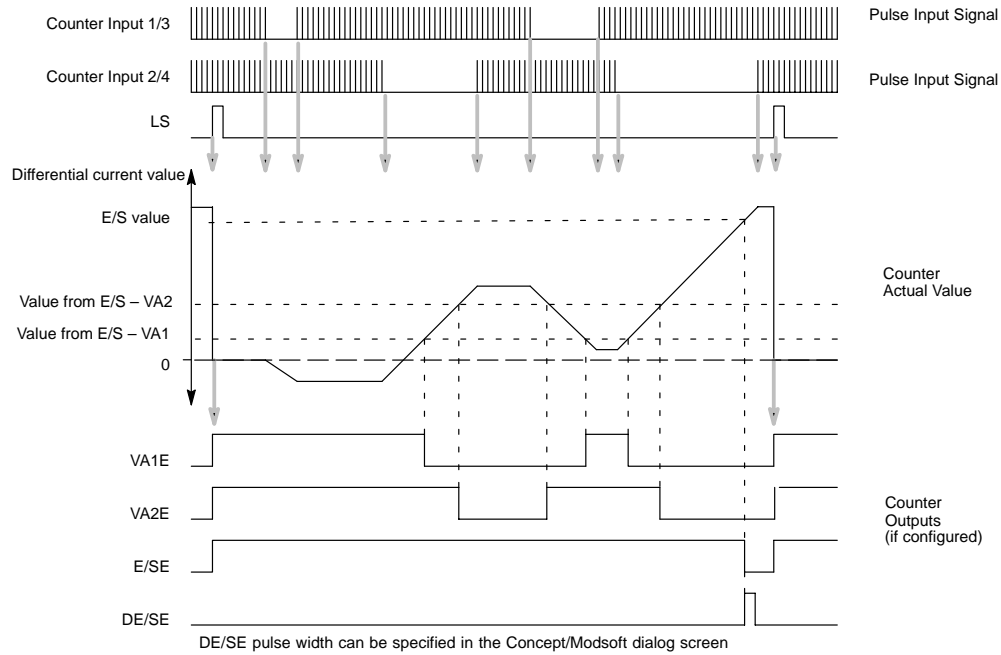 Counter Input 1/3
Pulse Input Signal
Counter Input 2/4
Pulse Input Signal
LS
Differential current value
E/S value
Counter
Actual Value
Value from E/S – VA2
Value from E/S – VA1
0
VA1E
VA2E
Counter
Outputs
(if configured)
E/SE
DE/SE
DE/SE pulse width can be specified in the Concept/Modsoft dialog screen